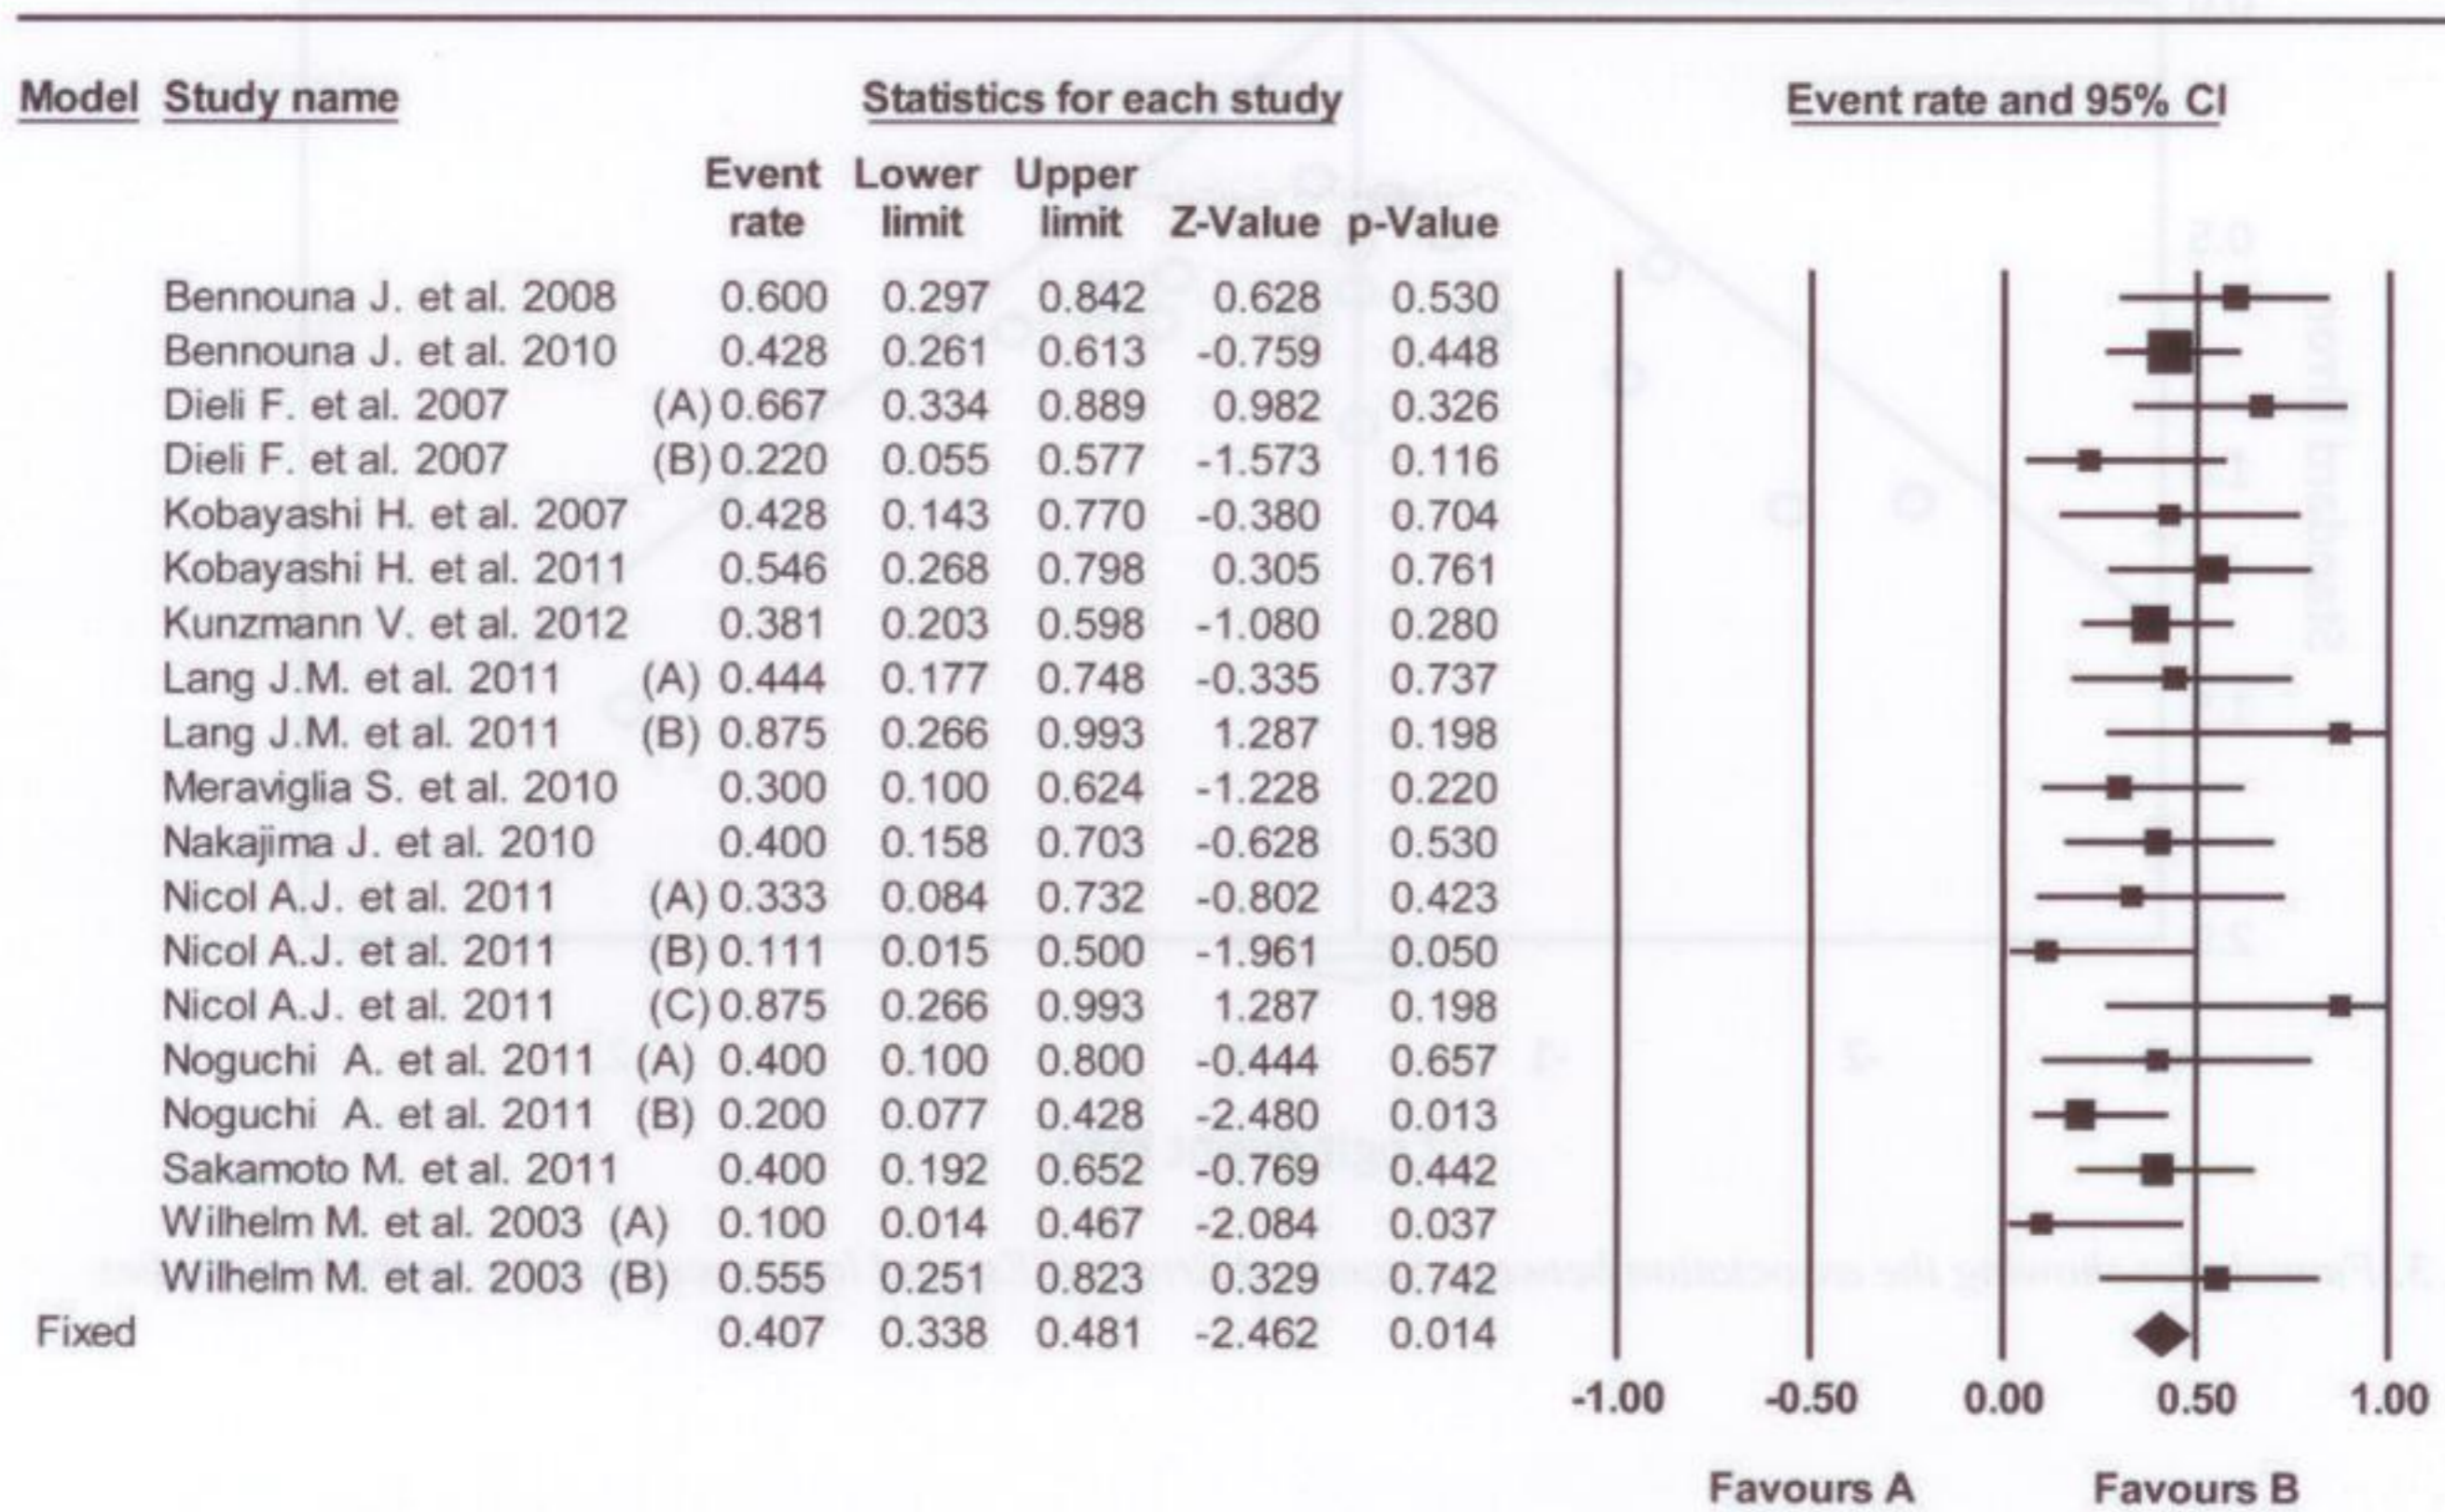 Model Study name Statistics for each study Event rate and 95% CI
Event rate Lower limit Upper limit Z-Value p-Value
Bennouna J. et al. 2008 0.600 0.297 0.842 0.628 0.530
Bennouna J. et al. 2010 0.428 0.261 0.613 -0.759 0.448
Dieli F. et al. 2007 (A) 0.667 0.334 0.889 0.982 0.326
Dieli F. et al. 2007 (B) 0.220 0.055 0.577 -1.573 0.116
Kobayashi H. et al. 2007 0.428 0.143 0.770 -0.380 0.704
Kobayashi H. et al. 2011 0.546 0.268 0.798 0.305 0.761
Kunzmann V. et al. 2012 0.381 0.203 0.598 -1.080 0.280
Lang J.M. et al. 2011 (A) 0.444 0.177 0.748 -0.335 0.737
Lang J.M. et al. 2011 (B) 0.875 0.266 0.993 1.287 0.198
Meraviglia S. et al. 2010 0.300 0.100 0.624 -1.228 0.220
Nakajima J. et al. 2010 0.400 0.158 0.703 -0.628 0.530
Nicol A.J. et al. 2011 (A) 0.333 0.084 0.732 -0.802 0.423
Nicol A.J. et al. 2011 (B) 0.111 0.015 0.500 -1.961 0.050
Nicol A.J. et al. 2011 (C) 0.875 0.266 0.993 1.287 0.198
Noguchi A. et al. 2011 (A) 0.400 0.100 0.800 -0.444 0.657
Noguchi A. et al. 2011 (B) 0.200 0.077 0.428 -2.480 0.013
Sakamoto M. et al. 2011 0.400 0.192 0.652 -0.769 0.442
Wilhelm M. et al. 2003 (A) 0.100 0.014 0.467 -2.084 0.037
Wilhelm M. et al. 2003 (B) 0.555 0.251 0.823 0.329 0.742
Fixed 0.407 0.338 0.481 -2.462 0.014
-1.00 -0.50 0.00 0.50 1.00
Favours A Favours B